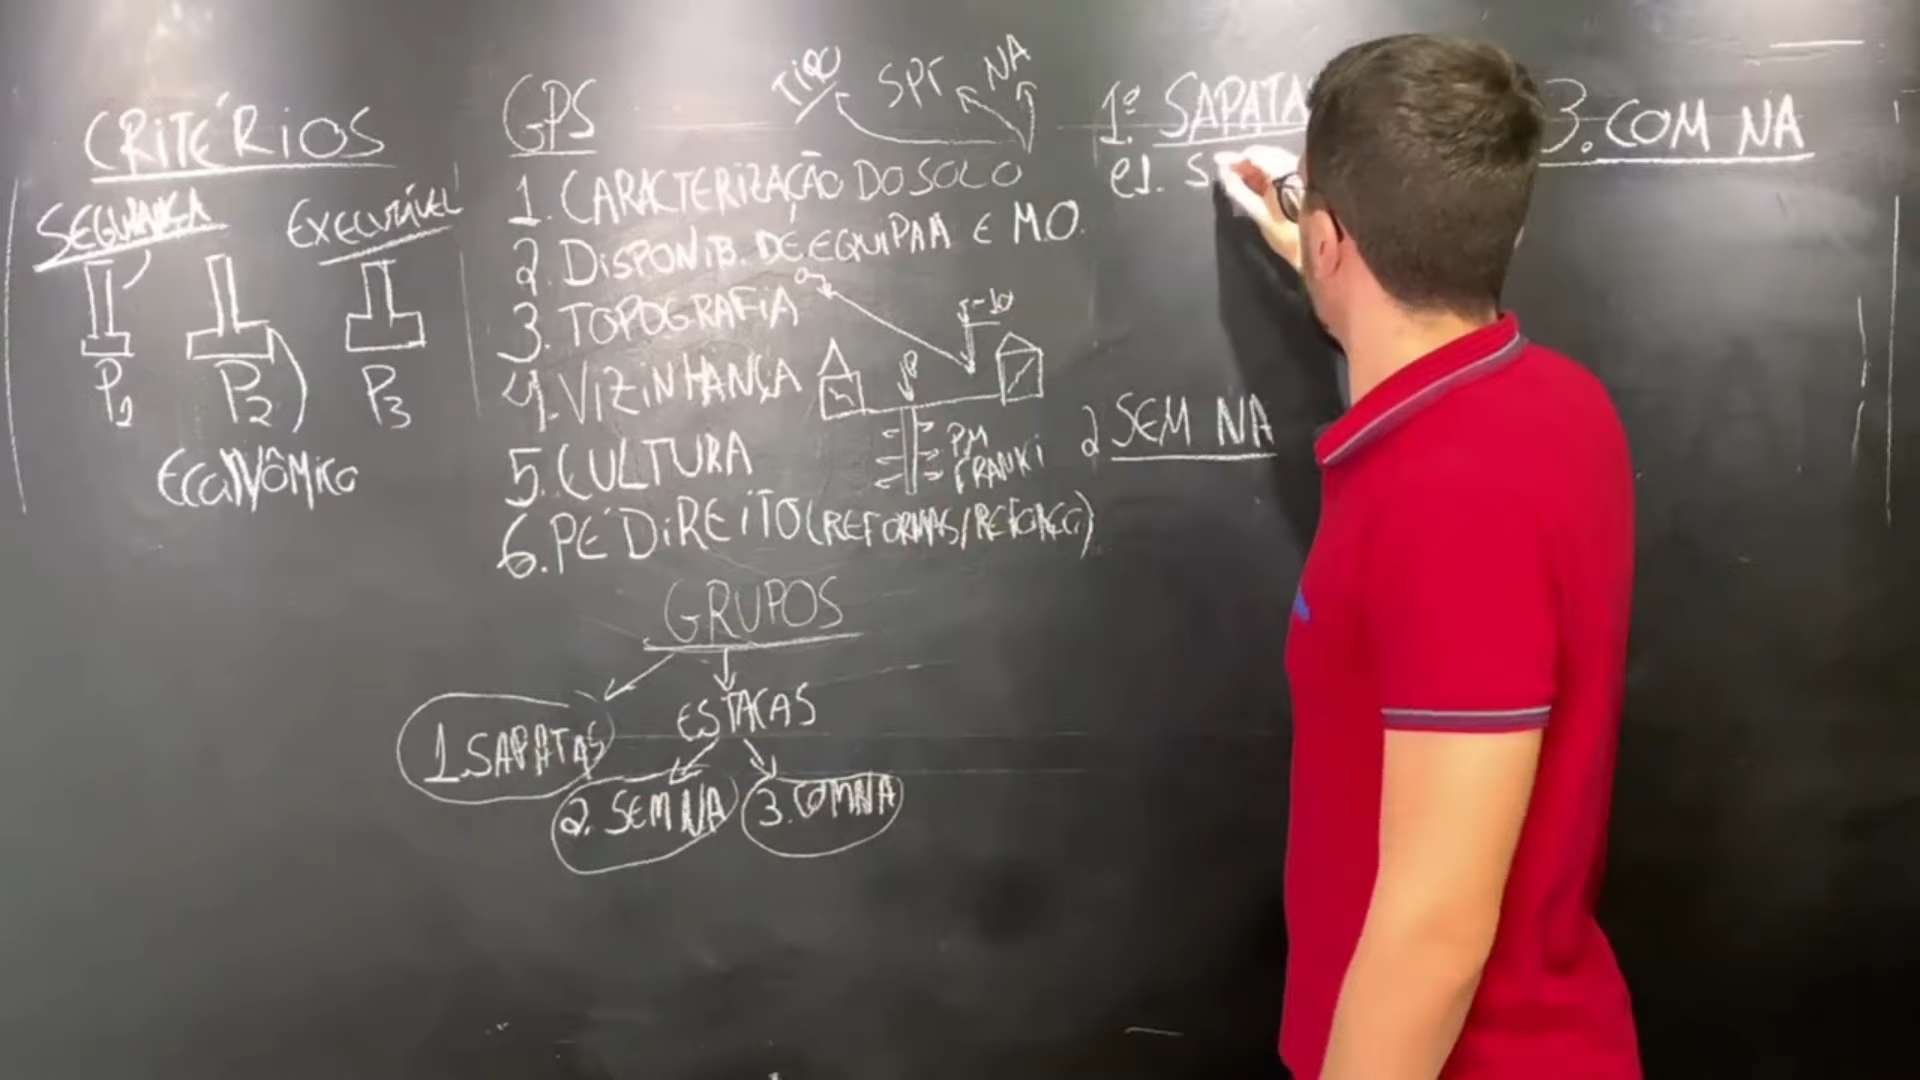 CRITÉRIOS
SEGURANÇA
EXECUTÁVEL
P1
P2
P3
ECONÔMICO
GPS
TIPO
SPT
NA
1. CARACTERIZAÇÃO DO SOLO
2. DISPONIB. DE EQUIPAM E M.O.
3. TOPOGRAFIA
4. VIZINHANÇA
5. CULTURA
PM
FRANKI
6. PÉ DIREITO (REFORMAS/REFORÇO)
GRUPOS
1. SAPATAS
ESTACAS
2. SEM NA
3. COM NA
1º SAPATA
2 SEM NA
3. COM NA